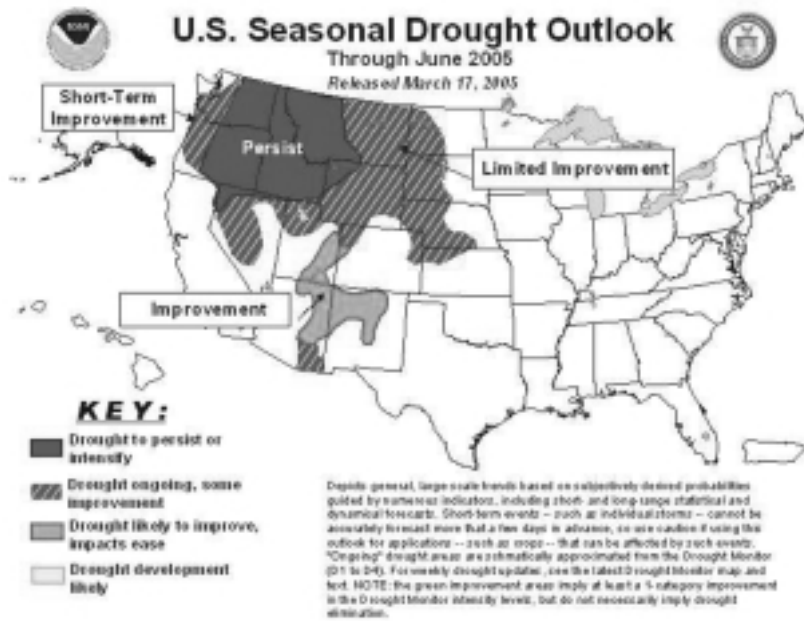 U.S. Seasonal Drought Outlook
Through June 2005
Released March 17, 2005
Short-Term
Improvement
Persist
Limited Improvement
Improvement
KEY:
Drought to persist or
intensify
Drought ongoing, some
improvement
Drought likely to improve,
impacts ease
Drought development
likely
Depicts general, large-scale trends based on subjectively derived probabilities
guided by numerous indicators, including short- and long-range statistical and
dynamical forecasts. Short-term events -- such as individual storms -- cannot be
accurately forecast more that a few days in advance, so use caution if using this
outlook for applications -- such as crops -- that can be affected by such events.
"Ongoing" drought areas are schmatically approximated from the Drought Monitor
(D1 to D4). For weekly drought updates, see the latest Drought Monitor map and
text. NOTE: the green improvement areas imply at least a 1-category improvement
in the Drought Monitor intensity levels, but do not necessarily imply drought
elimination.